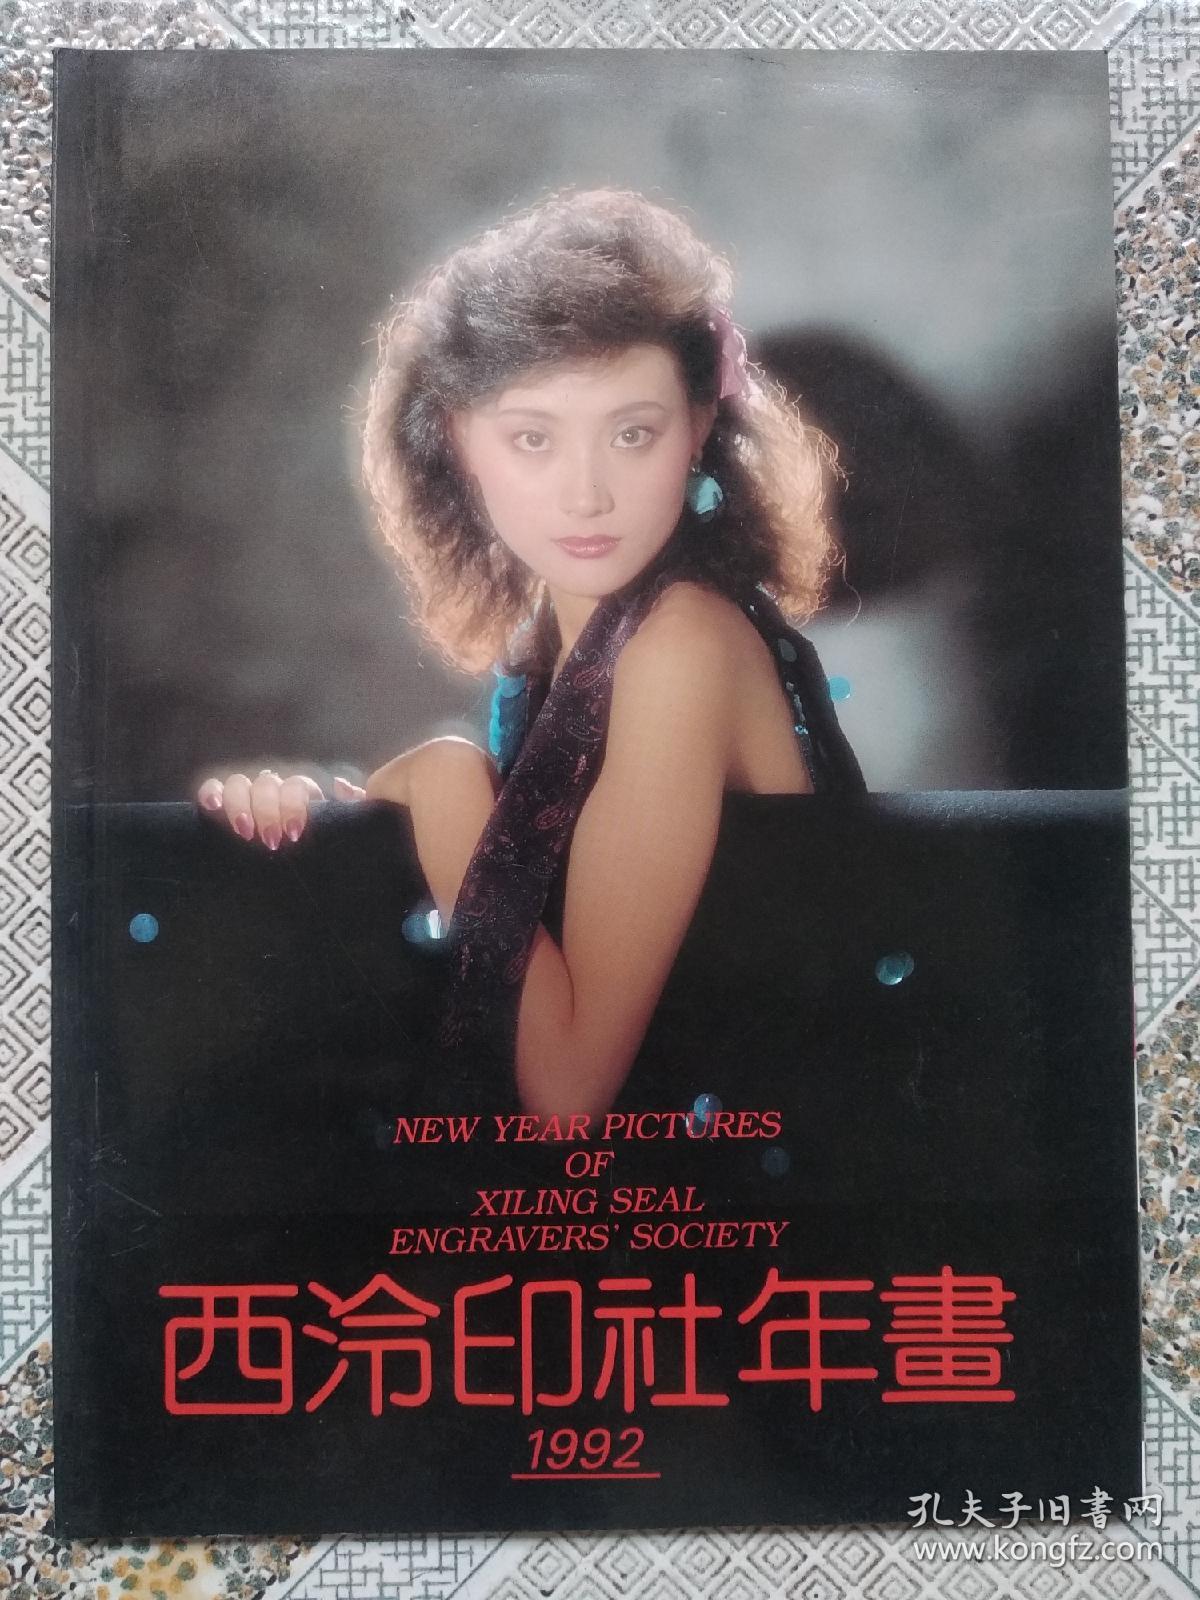 NEW YEAR PICTURES
OF
XILING SEAL
ENGRAVERS' SOCIETY
西泠印社年畫
1992
孔夫子旧書网
www.kongfz.com